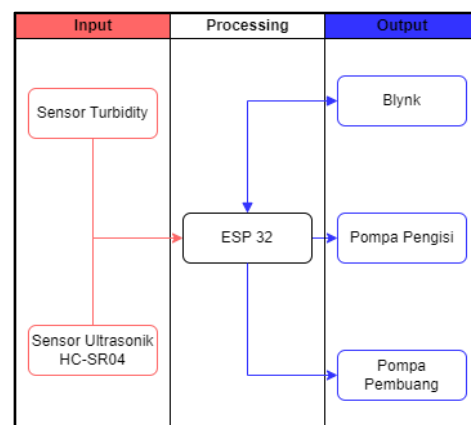 Input
Processing
Output
Sensor Turbidity
Blynk
ESP 32
Pompa Pengisi
Sensor Ultrasonik
HC-SR04
Pompa
Pembuang